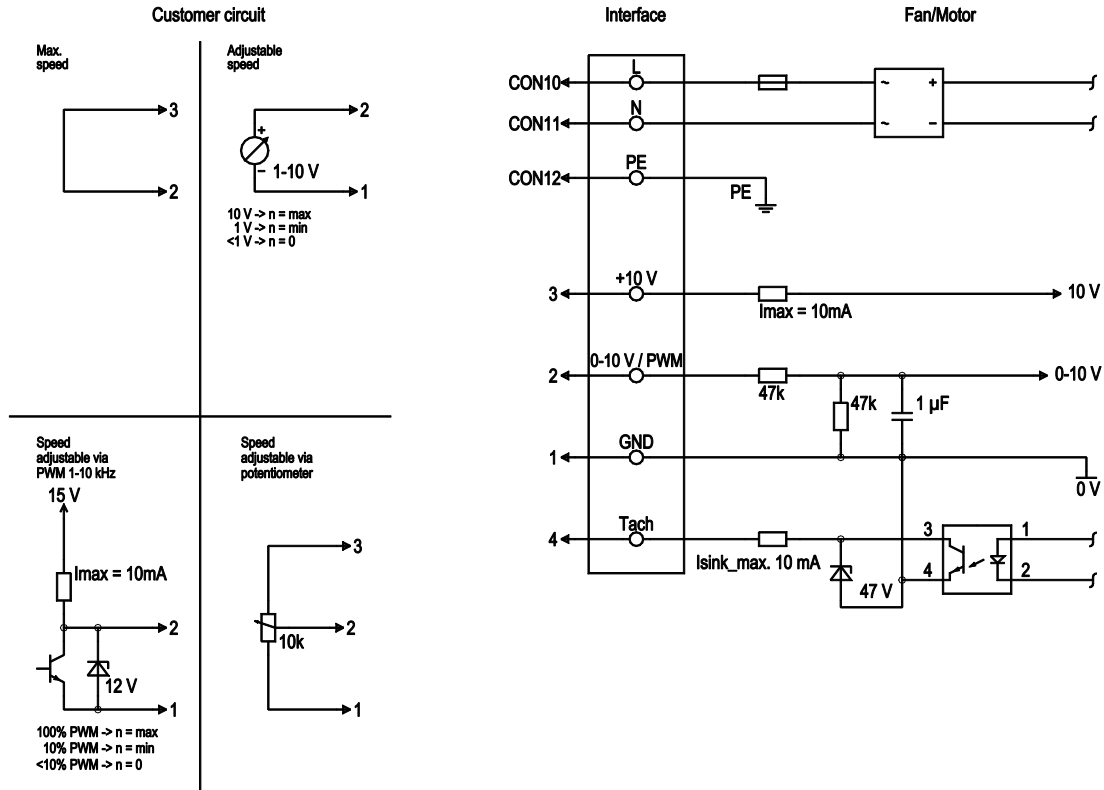 Customer circuit
Interface
Fan/Motor
Max.
speed
3
2
Adjustable
speed
2
+
–
1-10 V
1
10 V -> n = max
1 V -> n = min
<1 V -> n = 0
Speed
adjustable via
PWM 1-10 kHz
15 V
Imax = 10mA
2
12 V
1
100% PWM -> n = max
10% PWM -> n = min
<10% PWM -> n = 0
Speed
adjustable via
potentiometer
3
2
10k
1
L
CON10
~ +
N
CON11
~ –
PE
CON12
PE
+10 V
3
10 V
Imax = 10mA
0-10 V / PWM
2
0-10 V
47k
47k
1 µF
GND
1
0 V
Tach
4
3
1
Isink_max. 10 mA
4
2
47 V